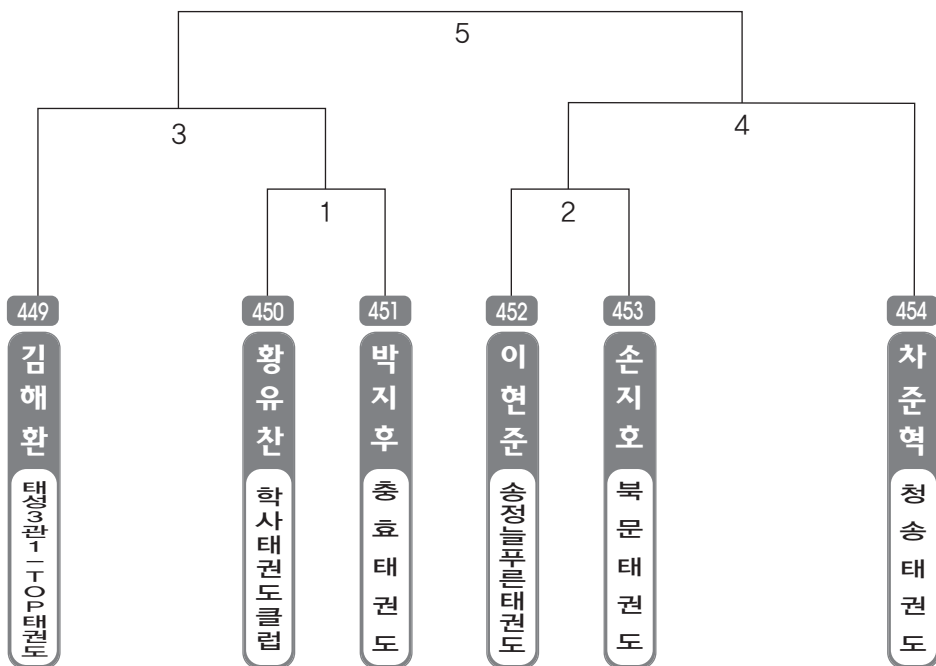 5
3
4
1
2
449
450
451
452
453
454
김해환
황유찬
박지후
이현준
손지호
차준혁
태성3관1-TOP태권도
학사태권도클럽
충효태권도
송정늘푸른태권도
북문태권도
청송태권도